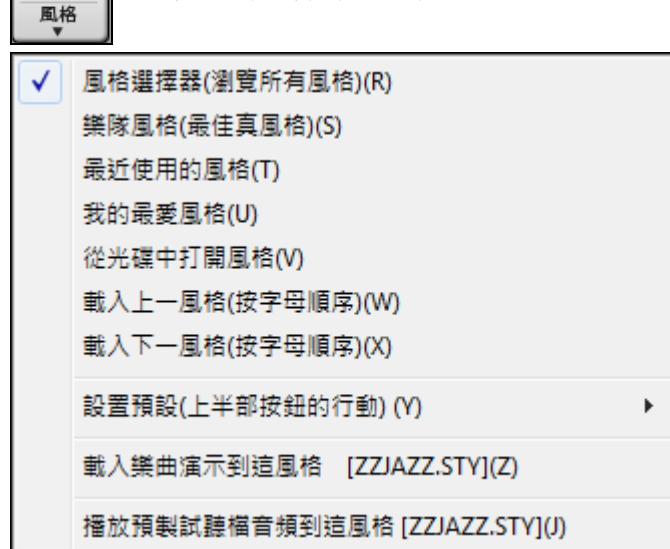 風格
風格選擇器(瀏覽所有風格)(R)
樂隊風格(最佳真風格)(S)
最近使用的風格(T)
我的最愛風格(U)
從光碟中打開風格(V)
載入上一風格(按字母順序)(W)
載入下一風格(按字母順序)(X)
設置預設(上半部按鈕的行動) (Y)
載入樂曲演示到這風格 [ZZJAZZ.STY](Z)
播放預製試聽檔音頻到這風格 [ZZJAZZ.STY](J)